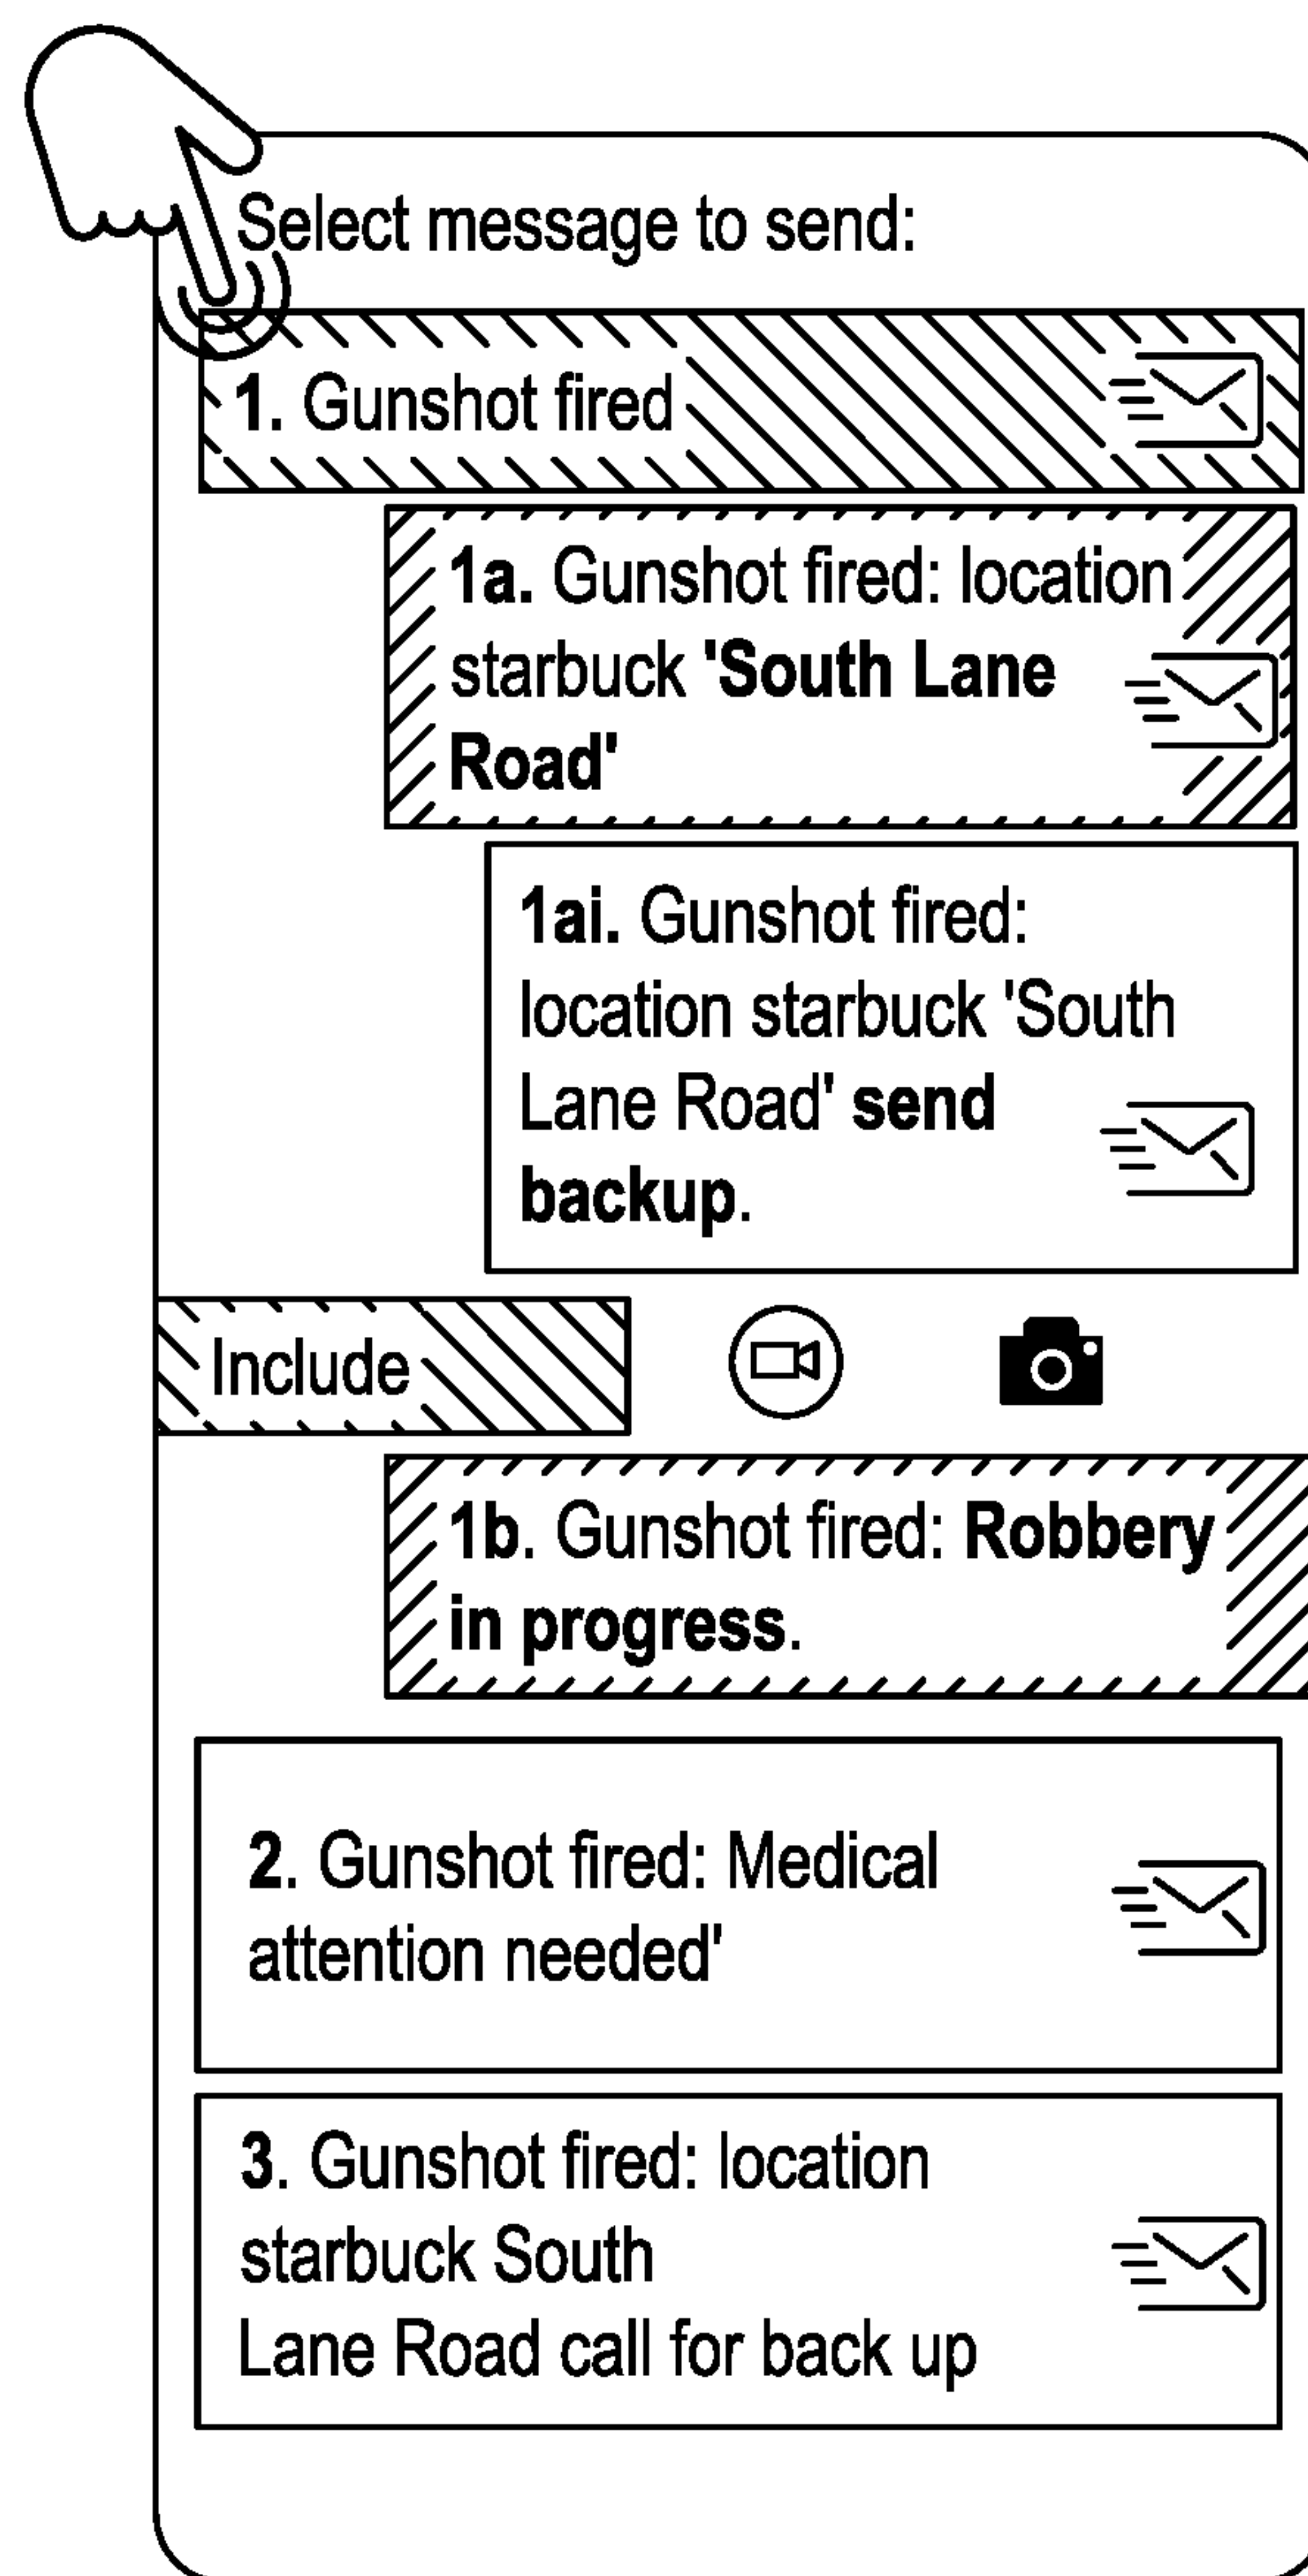 Select message to send:
1. Gunshot fired
1a. Gunshot fired: location
starbuck 'South Lane
Road'
1ai. Gunshot fired:
location starbuck 'South
Lane Road' send
backup.
Include
1b. Gunshot fired: Robbery
in progress.
2. Gunshot fired: Medical
attention needed'
3. Gunshot fired: location
starbuck South
Lane Road call for back up